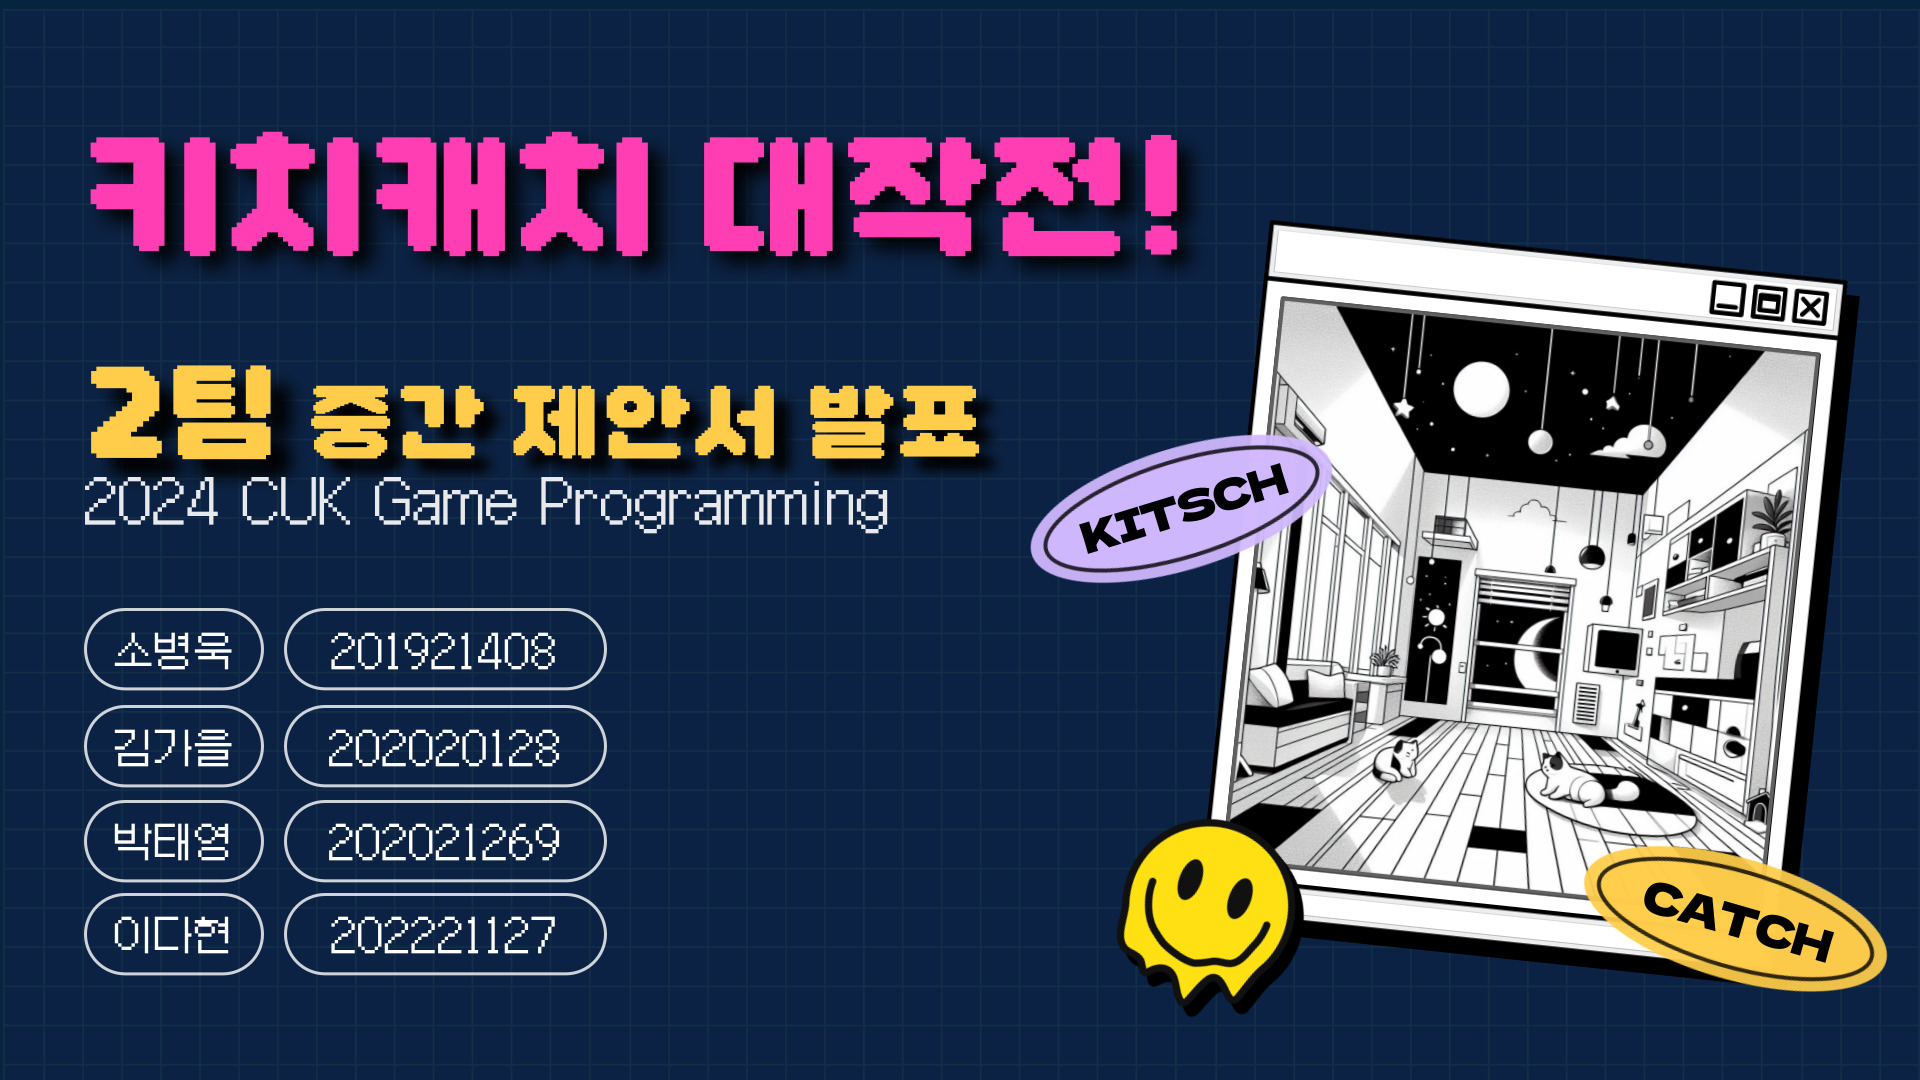 키치캐치 대작전!
2팀 중간 제안서 발표
2024 CUK Game Programming
소병욱 201921408
김가을 202020128
박태영 202021269
이다현 202221127
KITSCH
CATCH